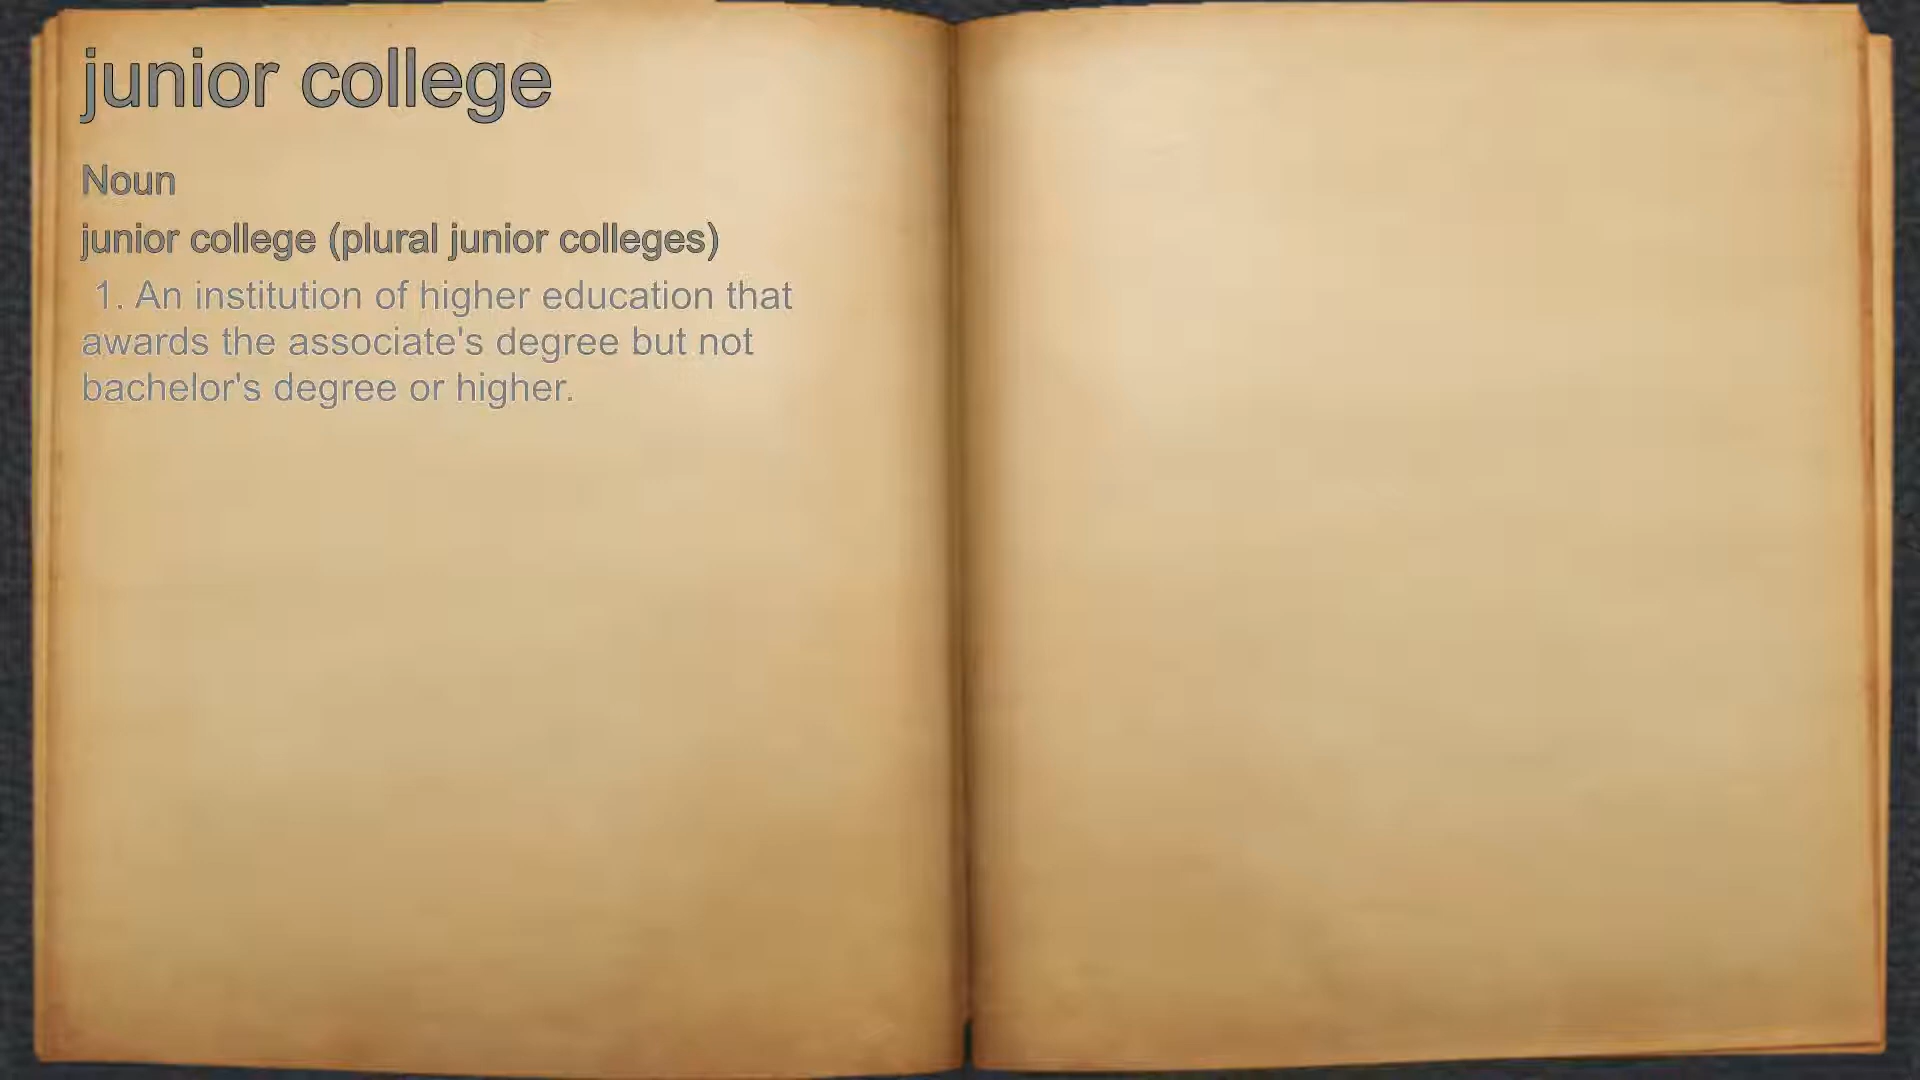 junior college
Noun
junior college (plural junior colleges)
1. An institution of higher education that
awards the associate's degree but not
bachelor's degree or higher.